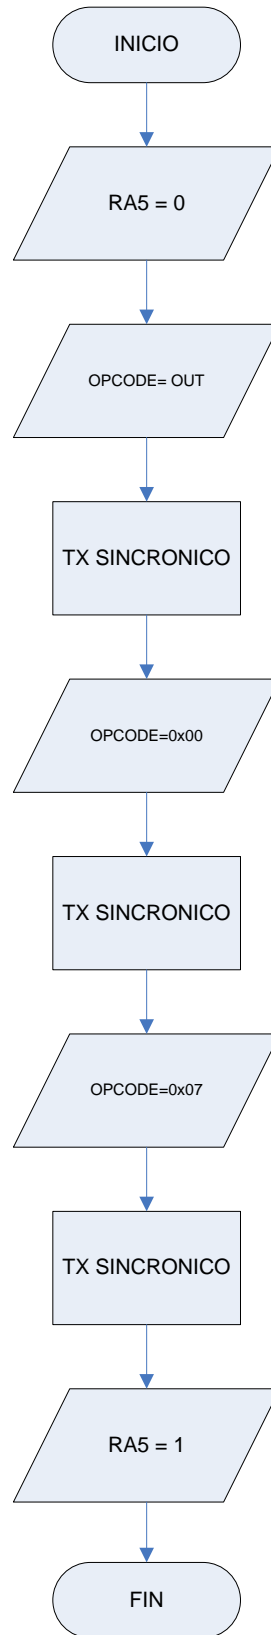 INICIO
RA5 = 0
OPCODE= OUT
TX SINCRONICO
OPCODE=0x00
TX SINCRONICO
OPCODE=0x07
TX SINCRONICO
RA5 = 1
FIN